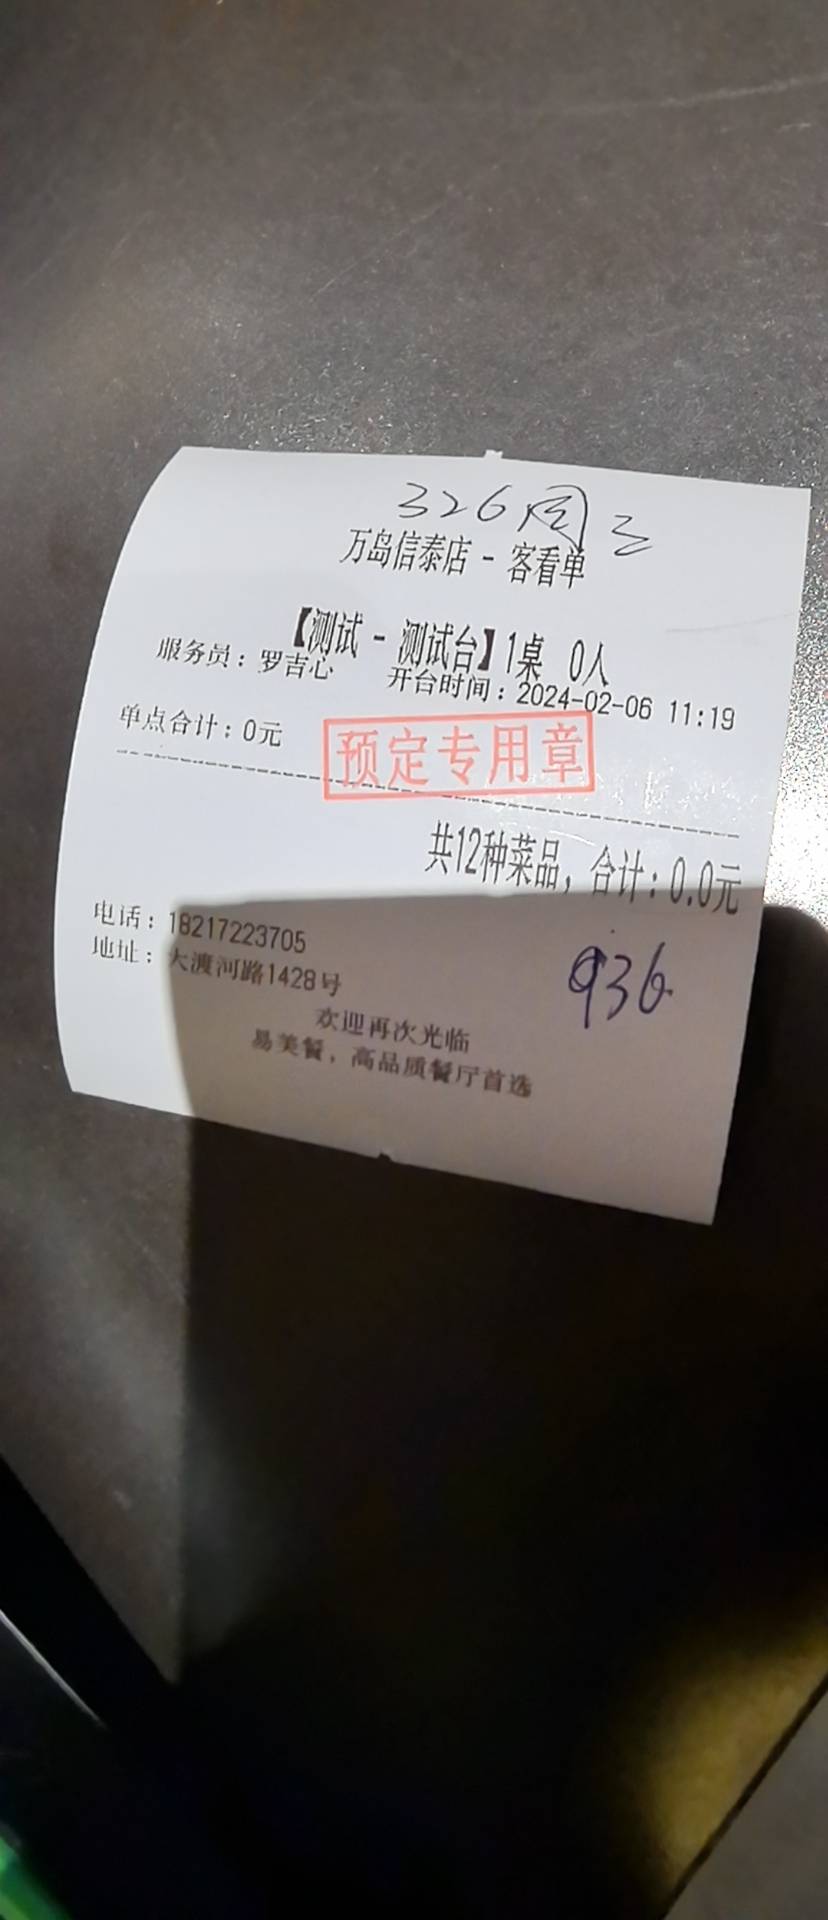 326周三
万岛信泰店 - 客看单
【测试 - 测试台】1桌 0人
服务员：罗吉心 开台时间：2024-02-06 11:19
单点合计：0元
预定专用章
共12种菜品，合计：0.0元
电话：18217223705
地址：大渡河路1428号
936
欢迎再次光临
易美餐，高品质餐厅首选